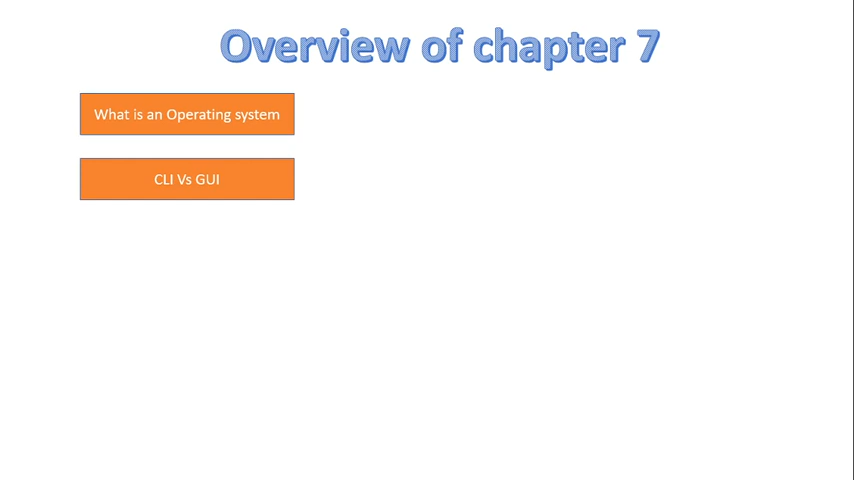 Overview of chapter 7
What is an Operating system
CLI Vs GUI